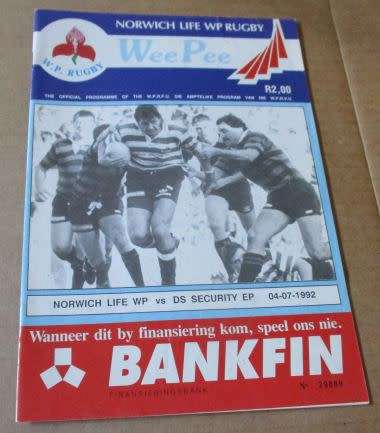 NORWICH LIFE WP RUGBY
WeePee
W.P. RUGBY
R2,00
THE OFFICIAL PROGRAMME OF THE W.P.R.F.U. DIE AMPTELIKE PROGRAM VAN DIE W.P.R.V.U.
NORWICH LIFE WP vs DS SECURITY EP 04-07-1992
Wanneer dit by finansiering kom, speel ons nie.
BANKFIN
FINANSIERINGSBANK
Nº 29888